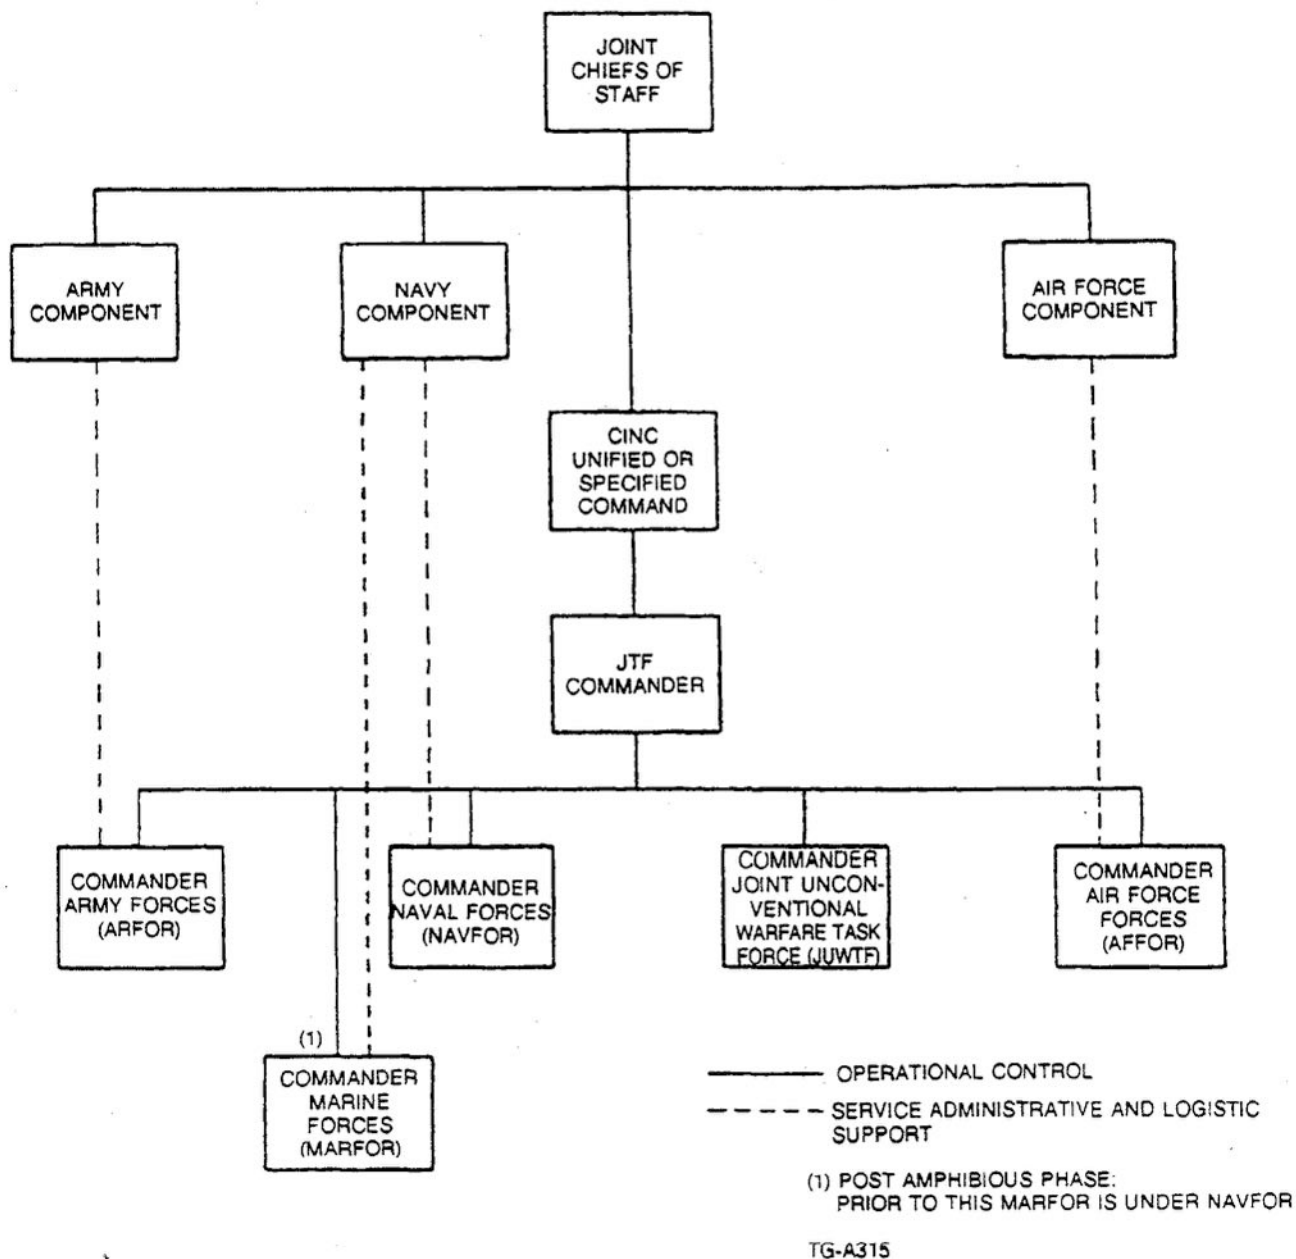 JOINT
CHIEFS OF
STAFF
ARMY
COMPONENT
NAVY
COMPONENT
AIR FORCE
COMPONENT
CINC
UNIFIED OR
SPECIFIED
COMMAND
JTF
COMMANDER
COMMANDER
ARMY FORCES
(ARFOR)
COMMANDER
NAVAL FORCES
(NAVFOR)
COMMANDER
JOINT UNCON-
VENTIONAL
WARFARE TASK
FORCE (JUWTF)
COMMANDER
AIR FORCE
FORCES
(AFFOR)
(1)
COMMANDER
MARINE
FORCES
(MARFOR)
OPERATIONAL CONTROL
SERVICE ADMINISTRATIVE AND LOGISTIC
SUPPORT
(1) POST AMPHIBIOUS PHASE:
PRIOR TO THIS MARFOR IS UNDER NAVFOR
TG-A315